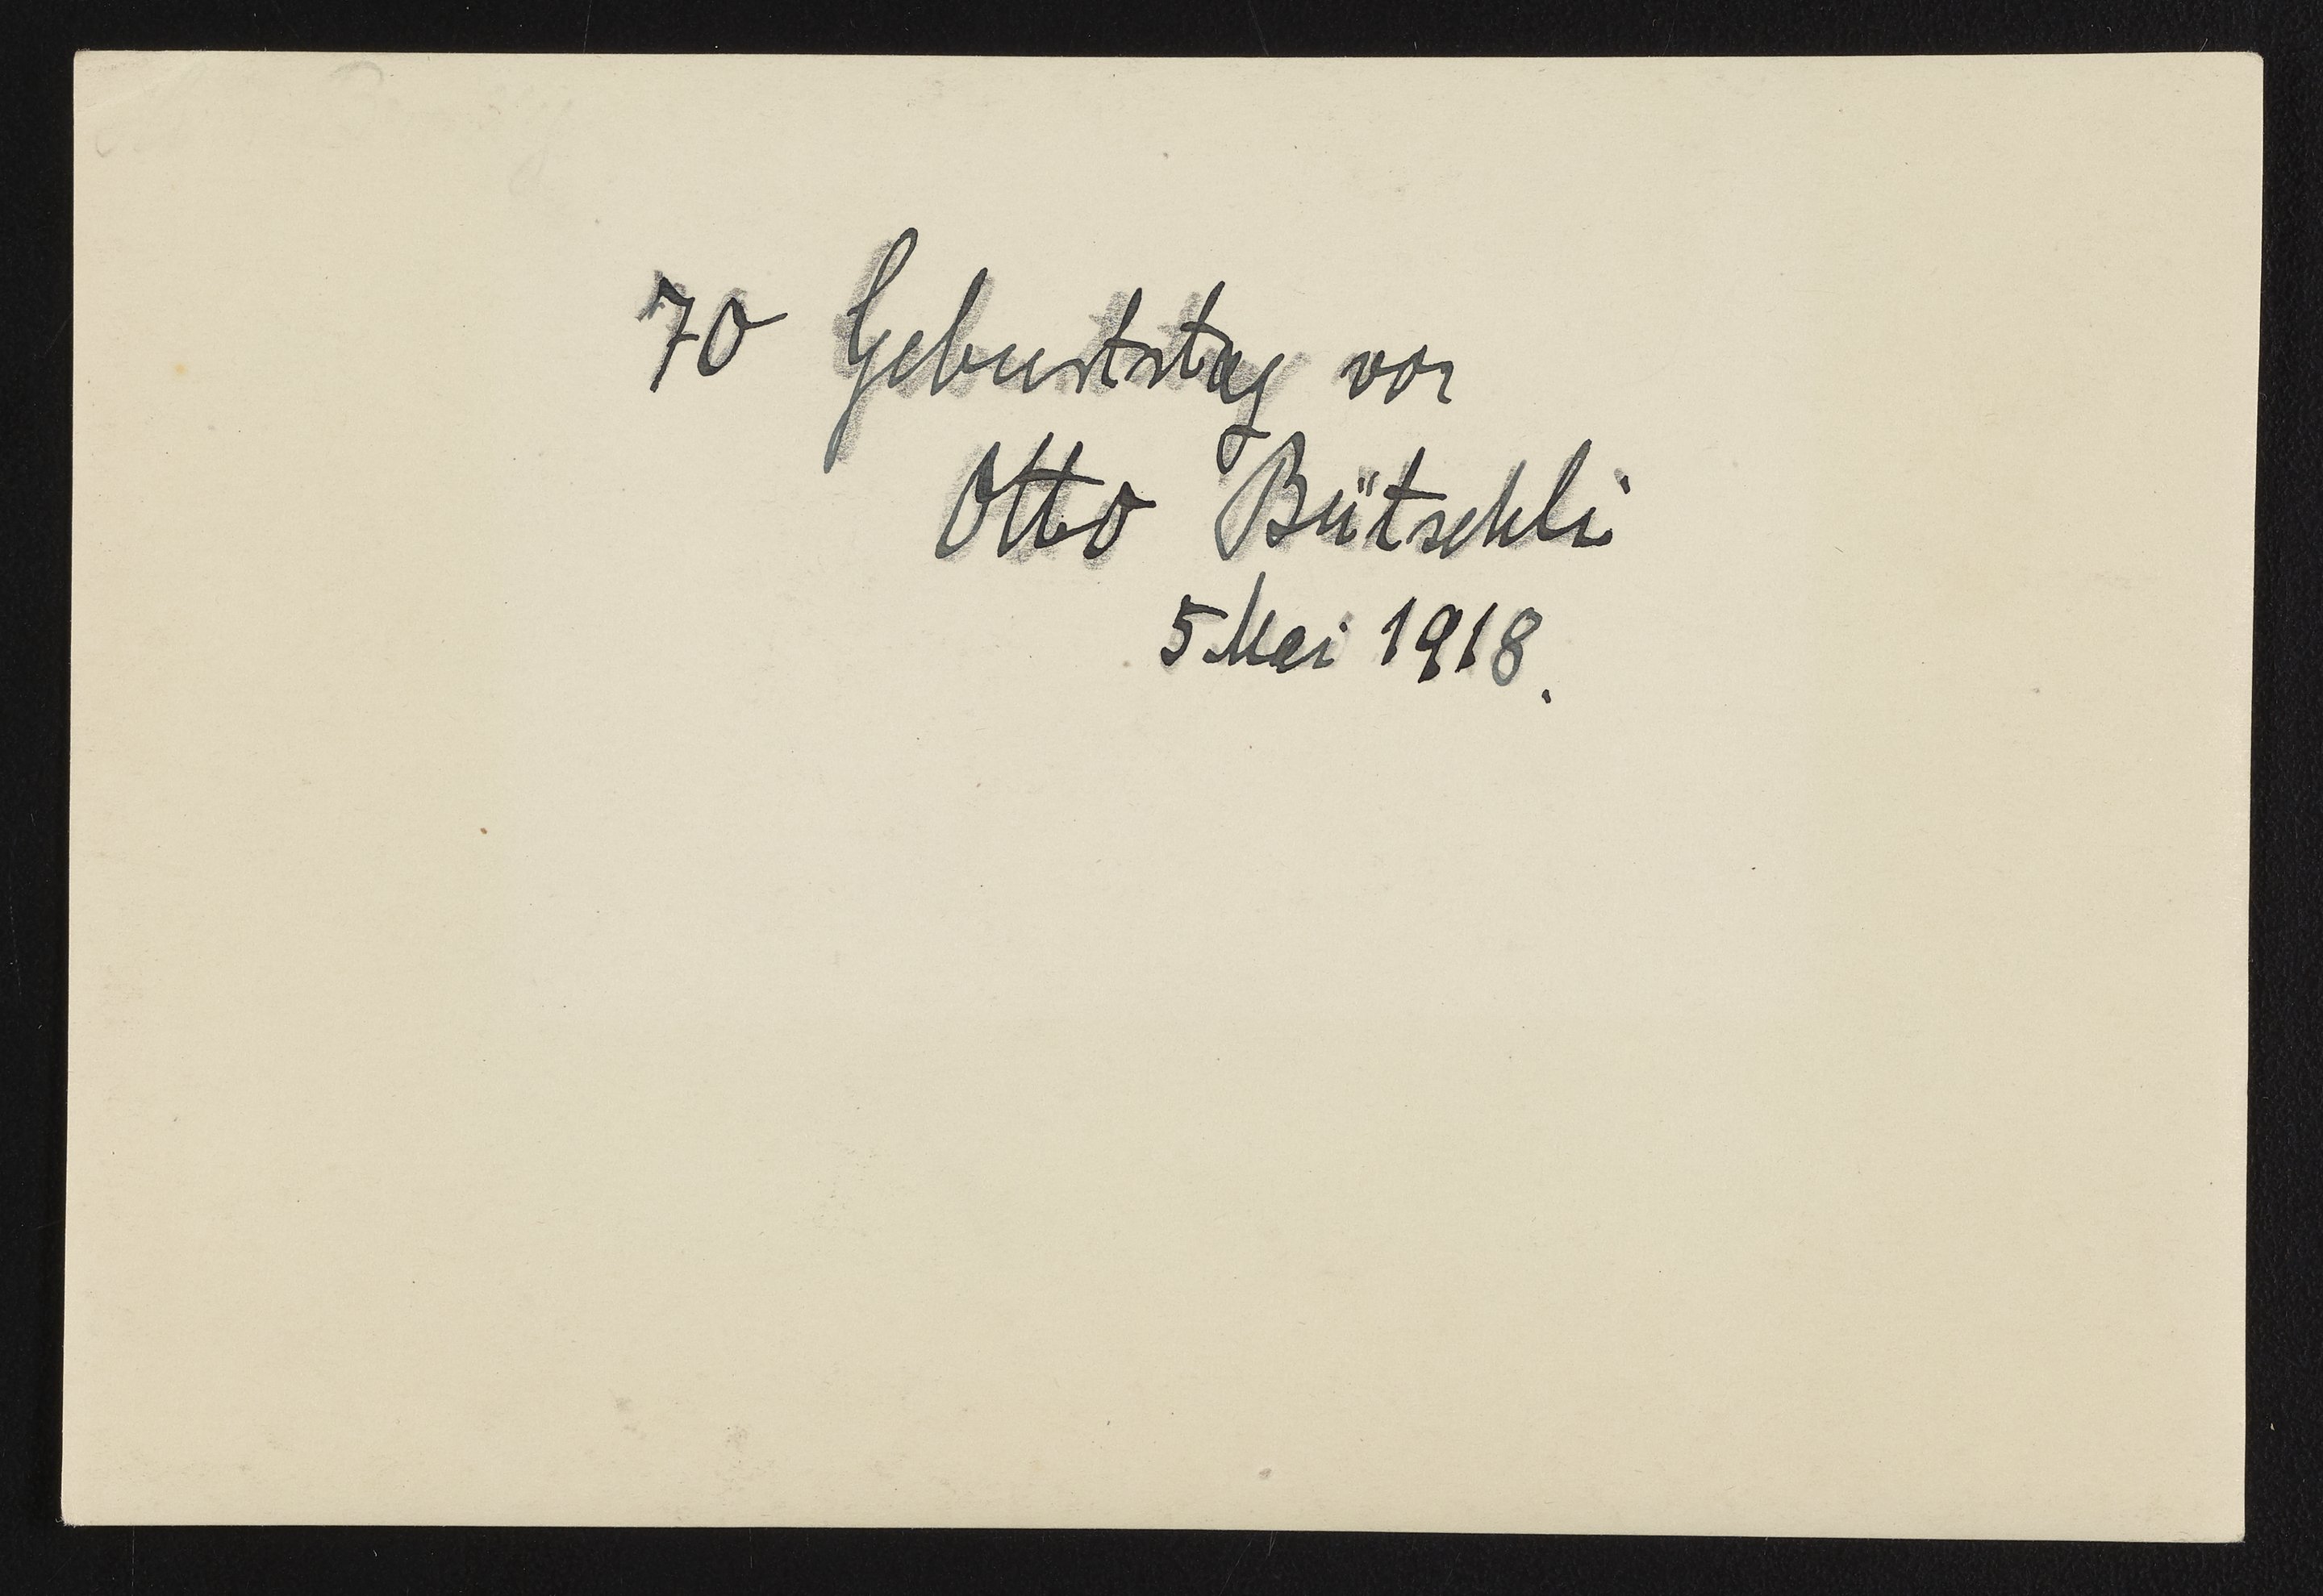 70 Geburtstag von
Otto Bütschli
5 Mai 1918.